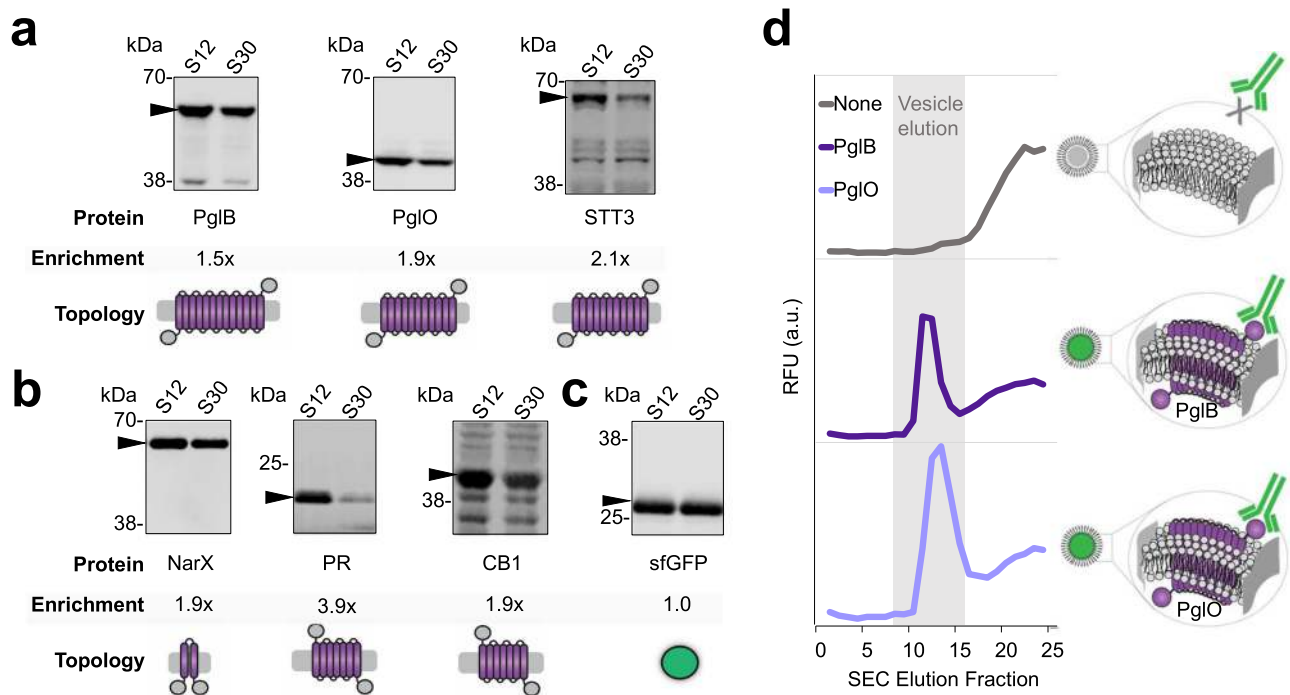 a
kDa S12 S30
70-
38-
kDa S12 S30
70-
38-
kDa S12 S30
70-
38-
Protein PglB PglO STT3
Enrichment 1.5x 1.9x 2.1x
Topology
b
kDa S12 S30
70-
38-
kDa S12 S30
25-
kDa S12 S30
38-
c
kDa S12 S30
38-
25-
Protein NarX PR CB1 sfGFP
Enrichment 1.9x 3.9x 1.9x 1.0
Topology
d
None
PglB
PglO
Vesicle
elution
RFU (a.u.)
0 5 10 15 20 25
SEC Elution Fraction
PglB
PglO